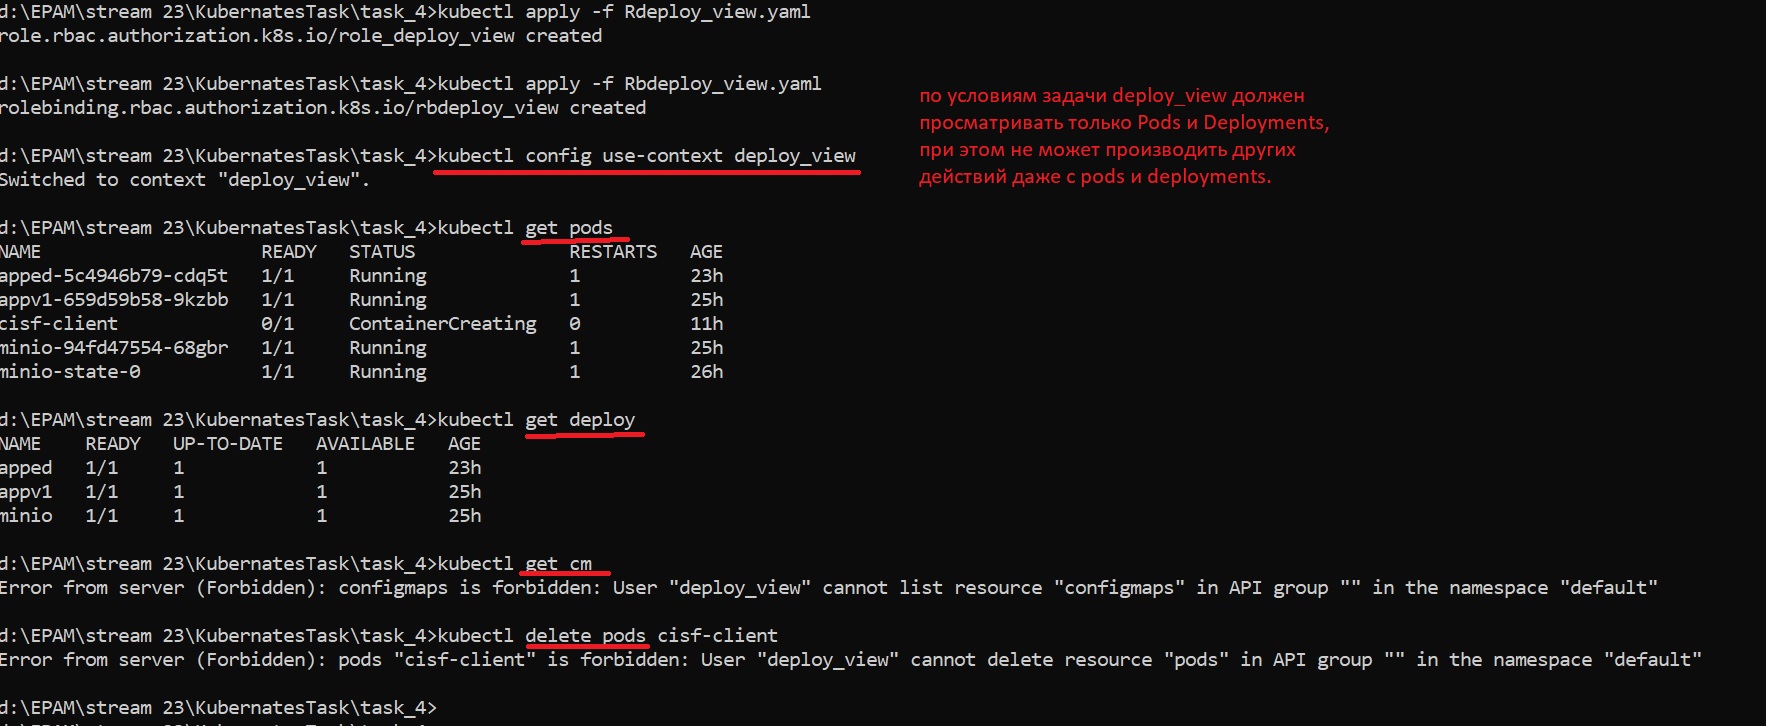 d:\EPAM\stream 23\KubernatesTask\task_4>kubectl apply -f Rdeploy_view.yaml
role.rbac.authorization.k8s.io/role_deploy_view created
d:\EPAM\stream 23\KubernatesTask\task_4>kubectl apply -f Rbdeploy_view.yaml
rolebinding.rbac.authorization.k8s.io/rbdeploy_view created
d:\EPAM\stream 23\KubernatesTask\task_4>kubectl config use-context deploy_view
Switched to context "deploy_view".
по условиям задачи deploy_view должен
просматривать только Pods и Deployments,
при этом не может производить других
действий даже с pods и deployments.
d:\EPAM\stream 23\KubernatesTask\task_4>kubectl get pods
NAME READY STATUS RESTARTS AGE
apped-5c4946b79-cdq5t 1/1 Running 1 23h
appv1-659d59b58-9kzbb 1/1 Running 1 25h
cisf-client 0/1 ContainerCreating 0 11h
minio-94fd47554-68gbr 1/1 Running 1 25h
minio-state-0 1/1 Running 1 26h
d:\EPAM\stream 23\KubernatesTask\task_4>kubectl get deploy
NAME READY UP-TO-DATE AVAILABLE AGE
apped 1/1 1 1 23h
appv1 1/1 1 1 25h
minio 1/1 1 1 25h
d:\EPAM\stream 23\KubernatesTask\task_4>kubectl get cm
Error from server (Forbidden): configmaps is forbidden: User "deploy_view" cannot list resource "configmaps" in API group "" in the namespace "default"
d:\EPAM\stream 23\KubernatesTask\task_4>kubectl delete pods cisf-client
Error from server (Forbidden): pods "cisf-client" is forbidden: User "deploy_view" cannot delete resource "pods" in API group "" in the namespace "default"
d:\EPAM\stream 23\KubernatesTask\task_4>